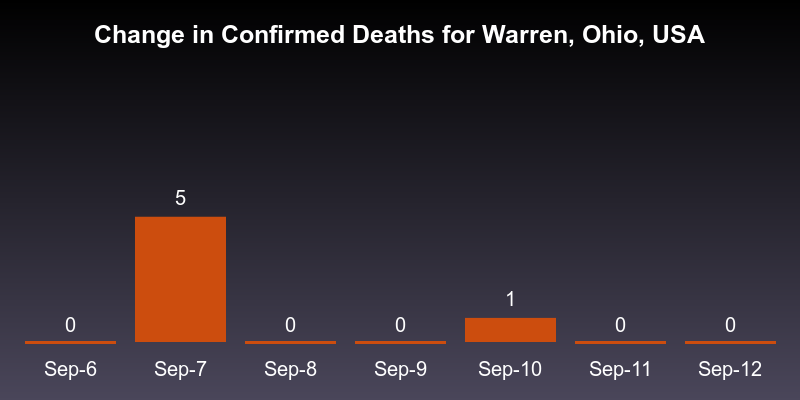 Change in Confirmed Deaths for Warren, Ohio, USA
5
1
0 0 0 0 0
Sep-6 Sep-7 Sep-8 Sep-9 Sep-10 Sep-11 Sep-12